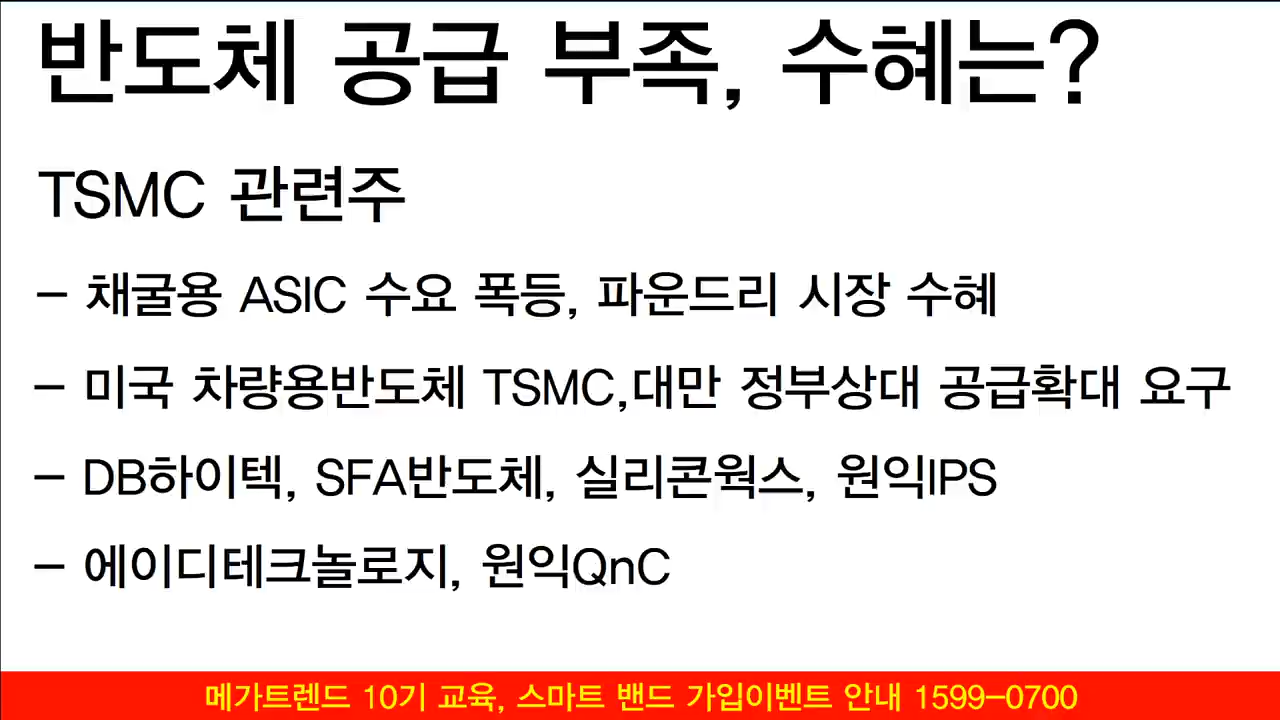 반도체 공급 부족, 수혜는?
TSMC 관련주
- 채굴용 ASIC 수요 폭등, 파운드리 시장 수혜
- 미국 차량용반도체 TSMC,대만 정부상대 공급확대 요구
- DB하이텍, SFA반도체, 실리콘웍스, 원익IPS
- 에이디테크놀로지, 원익QnC
메가트렌드 10기 교육, 스마트 밴드 가입이벤트 안내 1599-0700